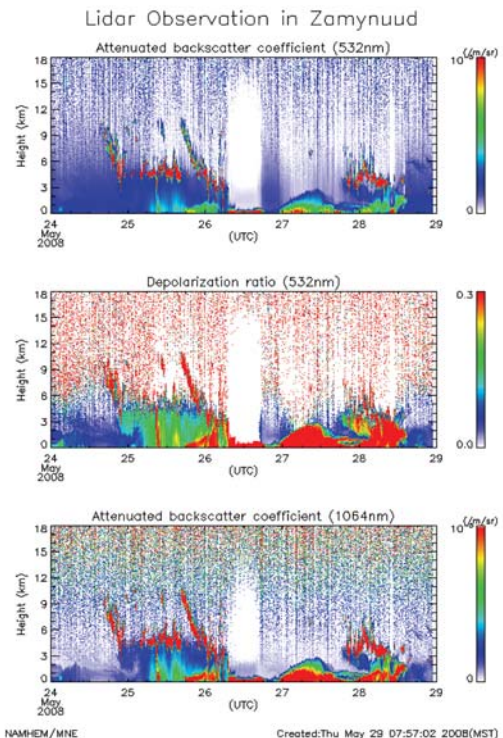 Lidar Observation in Zamynuud
Attenuated backscatter coefficient (532nm)
(/m/sr)
18
15
12
9
6
3
0
Height (km)
0
24 25 26 27 28 29
May
2008
(UTC)
Depolarization ratio (532nm)
18
15
12
9
6
3
0
Height (km)
0.3
0.0
24 25 26 27 28 29
May
2008
(UTC)
Attenuated backscatter coefficient (1064nm)
(/m/sr)
18
15
12
9
6
3
0
Height (km)
0
24 25 26 27 28 29
May
2008
(UTC)
NAMHEM/MNE Created:Thu May 29 07:57:02 2008(MST)